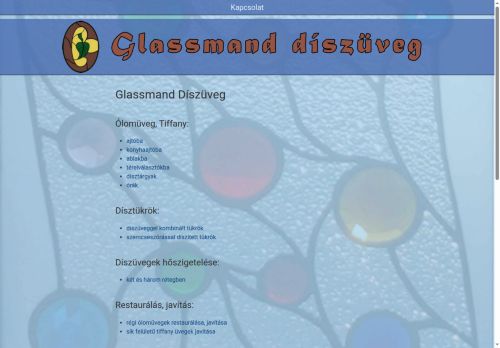 Kapcsolat
Glassmand díszüveg
Glassmand Díszüveg
Ólomüveg, Tiffany:
ajtóba
konyhaajtóba
ablakba
térelválasztókba
dísztárgyak
órák
Dísztükrök:
díszüveggel kombinált tükrök
szemcseszórással díszített tükrök
Díszüvegek hőszigetelése:
két és három rétegben
Restaurálás, javítás:
régi ólomüvegek restaurálása, javítása
sík felületű tiffany üvegek javítása